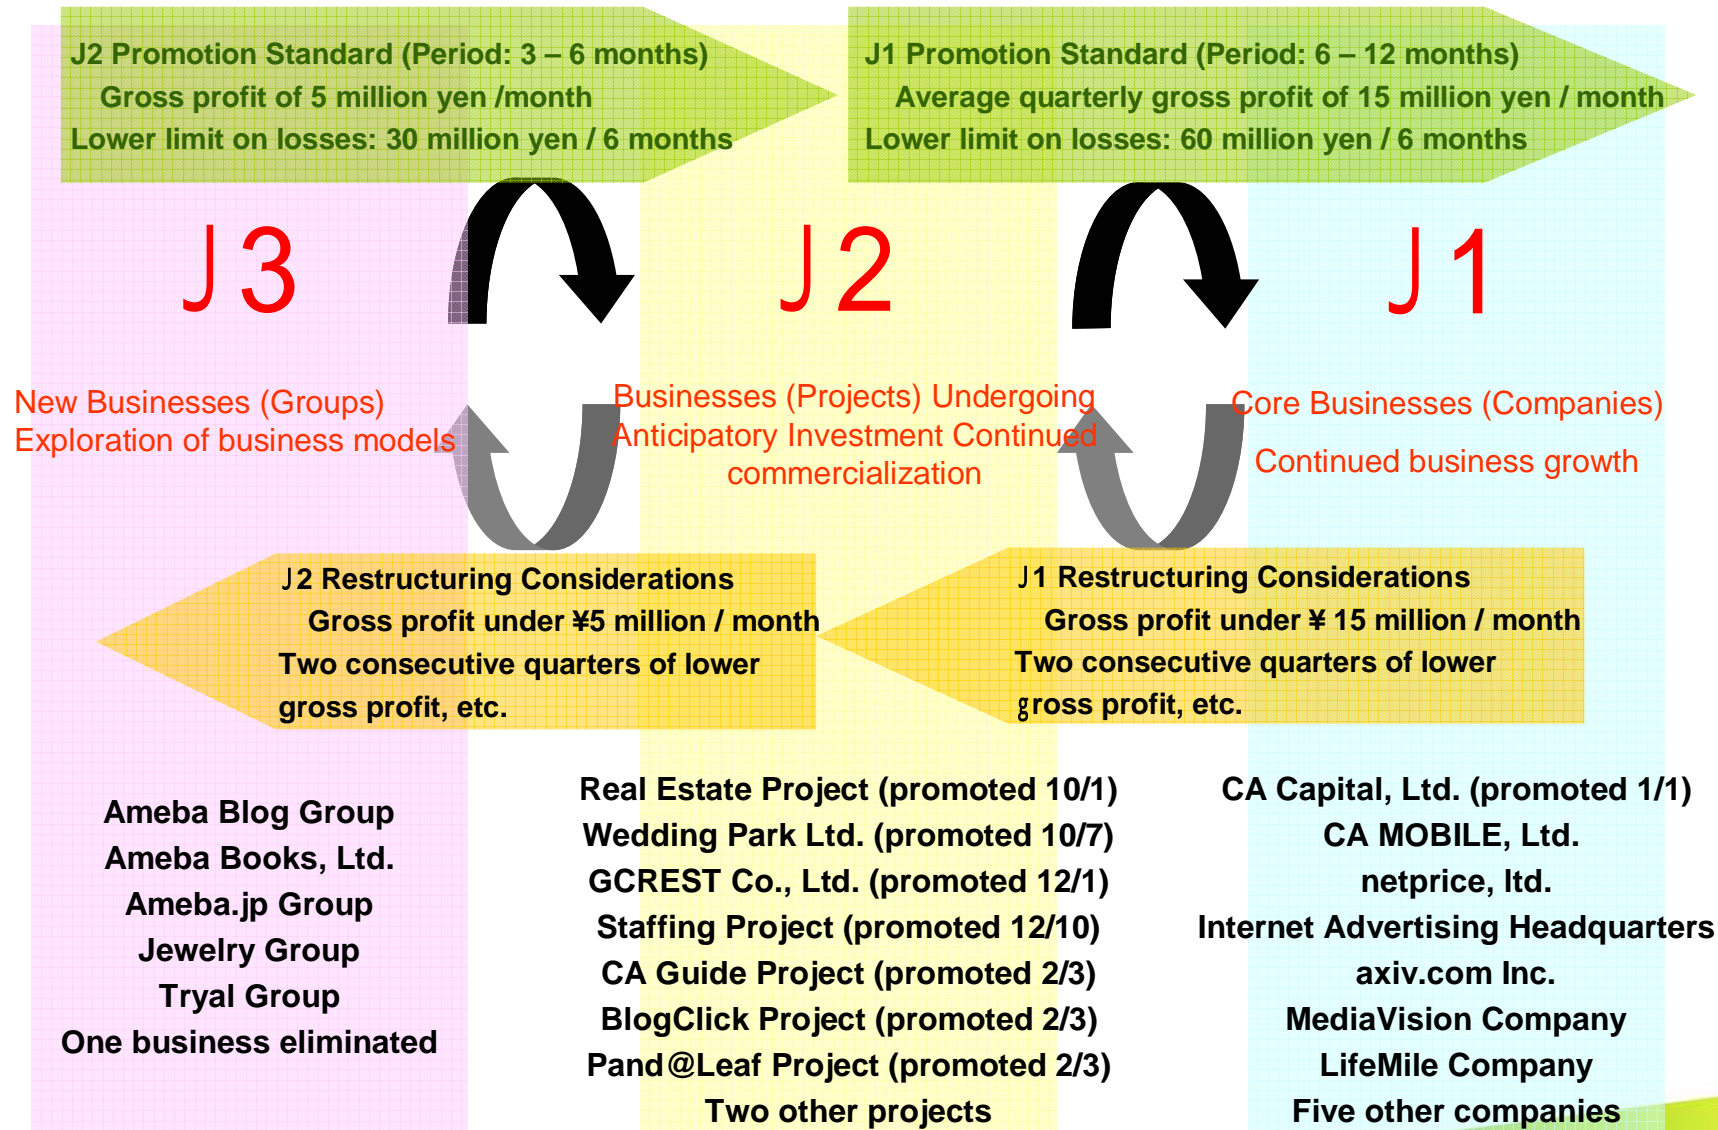 J2 Promotion Standard (Period: 3 – 6 months)
Gross profit of 5 million yen /month
Lower limit on losses: 30 million yen / 6 months
J1 Promotion Standard (Period: 6 – 12 months)
Average quarterly gross profit of 15 million yen / month
Lower limit on losses: 60 million yen / 6 months
J3
J2
J1
New Businesses (Groups)
Exploration of business models
Businesses (Projects) Undergoing
Anticipatory Investment Continued
commercialization
Core Businesses (Companies)
Continued business growth
J2 Restructuring Considerations
Gross profit under ¥5 million / month
Two consecutive quarters of lower
gross profit, etc.
J1 Restructuring Considerations
Gross profit under ¥ 15 million / month
Two consecutive quarters of lower
gross profit, etc.
Ameba Blog Group
Ameba Books, Ltd.
Ameba.jp Group
Jewelry Group
Tryal Group
One business eliminated
Real Estate Project (promoted 10/1)
Wedding Park Ltd. (promoted 10/7)
GCREST Co., Ltd. (promoted 12/1)
Staffing Project (promoted 12/10)
CA Guide Project (promoted 2/3)
BlogClick Project (promoted 2/3)
Pand@Leaf Project (promoted 2/3)
Two other projects
CA Capital, Ltd. (promoted 1/1)
CA MOBILE, Ltd.
netprice, ltd.
Internet Advertising Headquarters
axiv.com Inc.
MediaVision Company
LifeMile Company
Five other companies